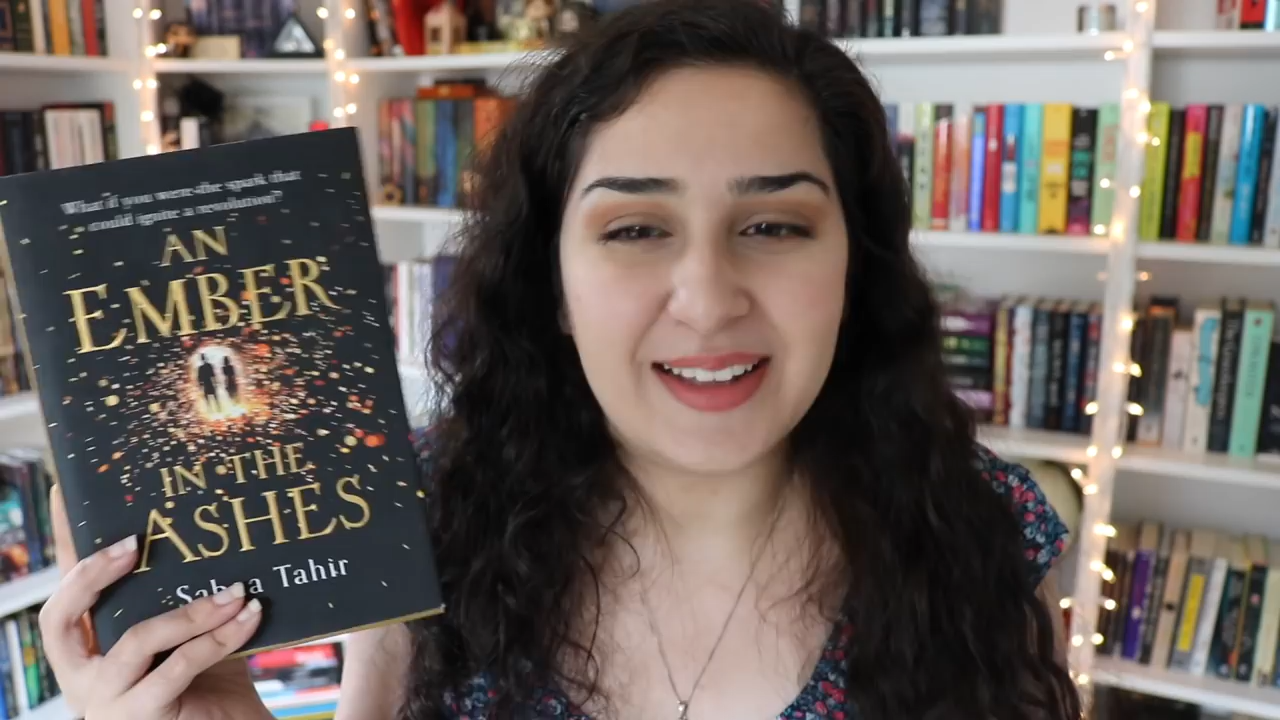 What if you were the spark that
could ignite a revolution?
AN
EMBER
IN THE
ASHES
Tahir